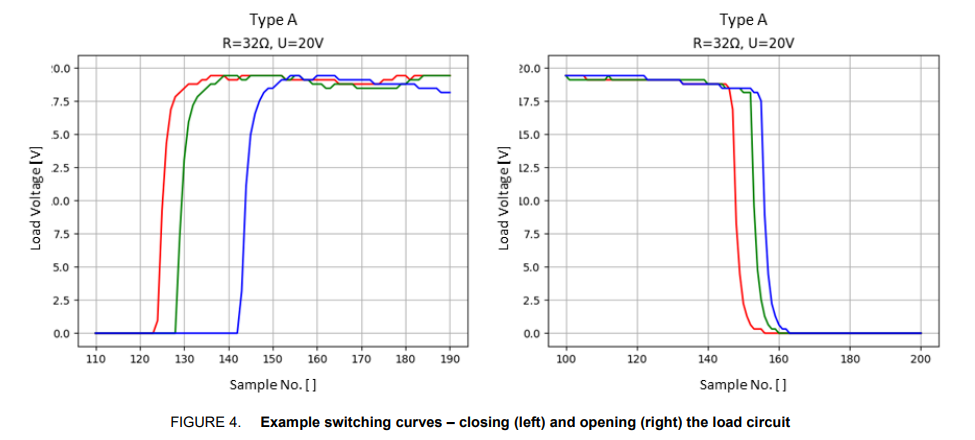 Type A
R=32Ω, U=20V
:0.0
7.5
5.0
2.5
0.0
7.5
5.0
2.5
0.0
Load Voltage [V]
110 120 130 140 150 160 170 180 190
Sample No. [ ]
Type A
R=32Ω, U=20V
20.0
17.5
15.0
12.5
10.0
7.5
5.0
2.5
0.0
Load Voltage [V]
100 120 140 160 180 200
Sample No. [ ]
FIGURE 4. Example switching curves – closing (left) and opening (right) the load circuit